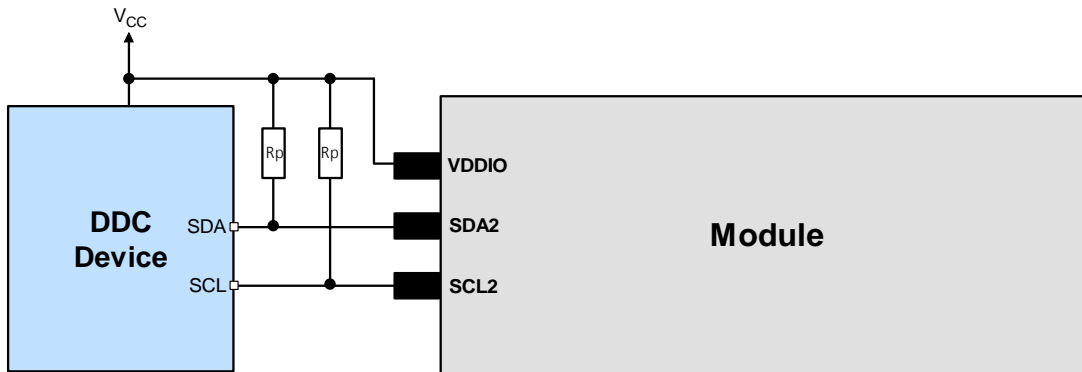 VCC
Rp Rp
VDDIO
DDC
Device
SDA
SDA2
Module
SCL
SCL2